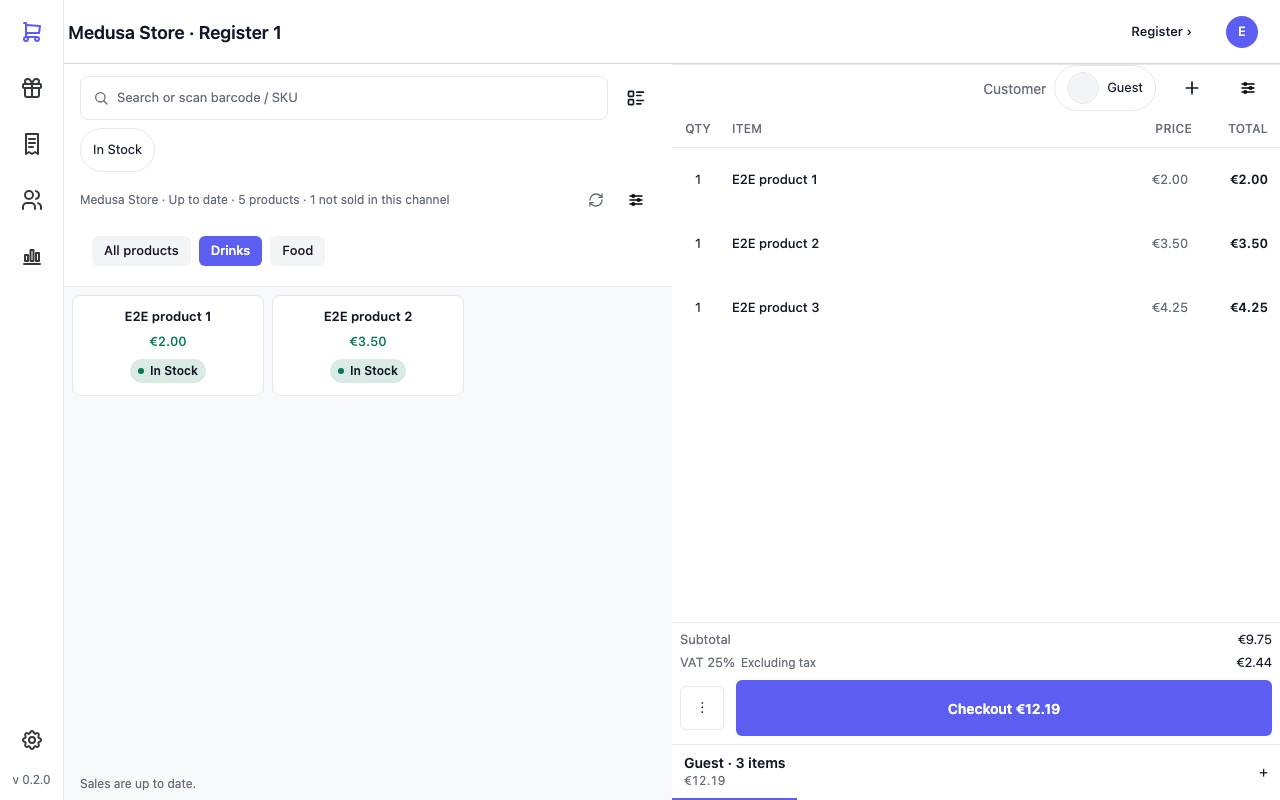 Medusa Store · Register 1
Register ›
E
Search or scan barcode / SKU
In Stock
Medusa Store · Up to date · 5 products · 1 not sold in this channel
All products
Drinks
Food
E2E product 1
€2.00
In Stock
E2E product 2
€3.50
In Stock
Sales are up to date.
v 0.2.0
Customer
Guest
QTY ITEM PRICE TOTAL
1 E2E product 1 €2.00 €2.00
1 E2E product 2 €3.50 €3.50
1 E2E product 3 €4.25 €4.25
Subtotal €9.75
VAT 25% Excluding tax €2.44
Checkout €12.19
Guest · 3 items
€12.19
+